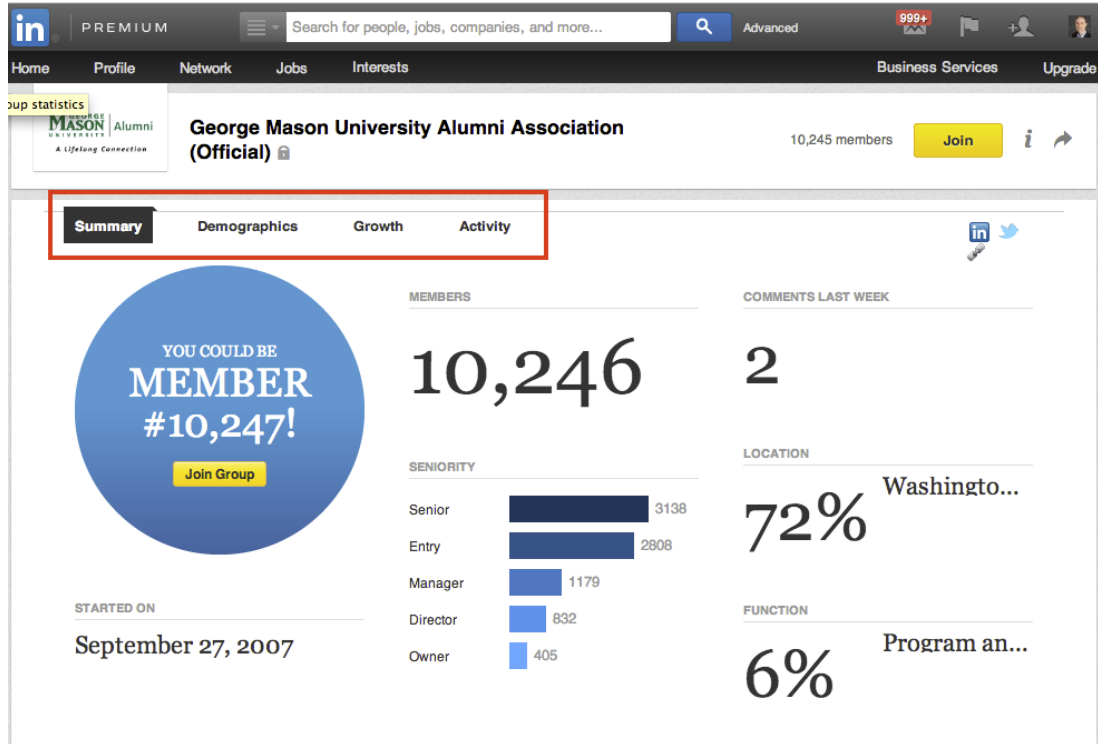 in PREMIUM Search for people, jobs, companies, and more... Advanced 999+
Home Profile Network Jobs Interests Business Services Upgrade
oup statistics
GEORGE
MASON Alumni
UNIVERSITY
A Lifelong Connection
George Mason University Alumni Association
(Official)
10,245 members Join i
Summary Demographics Growth Activity
in
YOU COULD BE
MEMBER
#10,247!
Join Group
STARTED ON
September 27, 2007
MEMBERS
10,246
SENIORITY
Senior 3138
Entry 2808
Manager 1179
Director 832
Owner 405
COMMENTS LAST WEEK
2
LOCATION
72% Washingto...
FUNCTION
6% Program an...